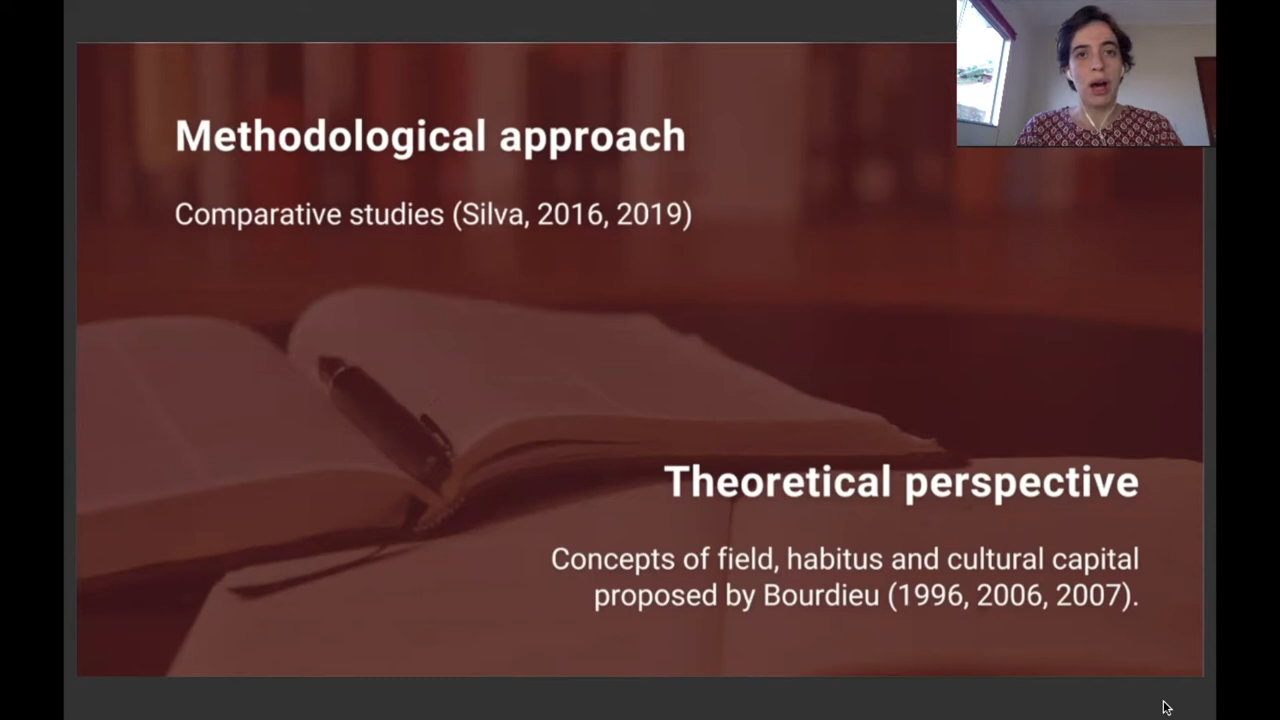 Methodological approach
Comparative studies (Silva, 2016, 2019)
Theoretical perspective
Concepts of field, habitus and cultural capital
proposed by Bourdieu (1996, 2006, 2007).